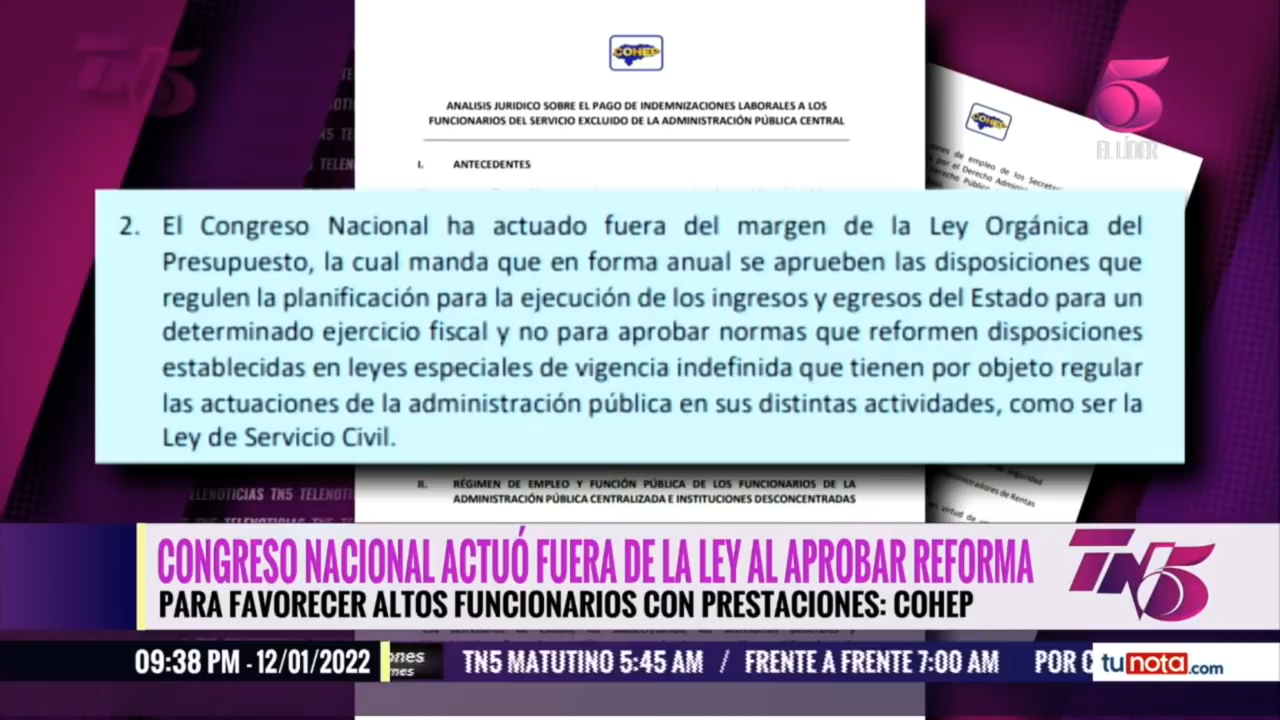 COHEP
ANALISIS JURIDICO SOBRE EL PAGO DE INDEMNIZACIONES LABORALES A LOS
FUNCIONARIOS DEL SERVICIO EXCLUIDO DE LA ADMINISTRACIÓN PÚBLICA CENTRAL
I. ANTECEDENTES
TN5
5
EL LÍDER
COHEP
2. El Congreso Nacional ha actuado fuera del margen de la Ley Orgánica del
Presupuesto, la cual manda que en forma anual se aprueben las disposiciones que
regulen la planificación para la ejecución de los ingresos y egresos del Estado para un
determinado ejercicio fiscal y no para aprobar normas que reformen disposiciones
establecidas en leyes especiales de vigencia indefinida que tienen por objeto regular
las actuaciones de la administración pública en sus distintas actividades, como ser la
Ley de Servicio Civil.
II. RÉGIMEN DE EMPLEO Y FUNCIÓN PÚBLICA DE LOS FUNCIONARIOS DE LA
ADMINISTRACIÓN PÚBLICA CENTRALIZADA E INSTITUCIONES DESCONCENTRADAS
CONGRESO NACIONAL ACTUÓ FUERA DE LA LEY AL APROBAR REFORMA
PARA FAVORECER ALTOS FUNCIONARIOS CON PRESTACIONES: COHEP
TN5
09:38 PM - 12/01/2022
TN5 MATUTINO 5:45 AM / FRENTE A FRENTE 7:00 AM POR C
tunota.com